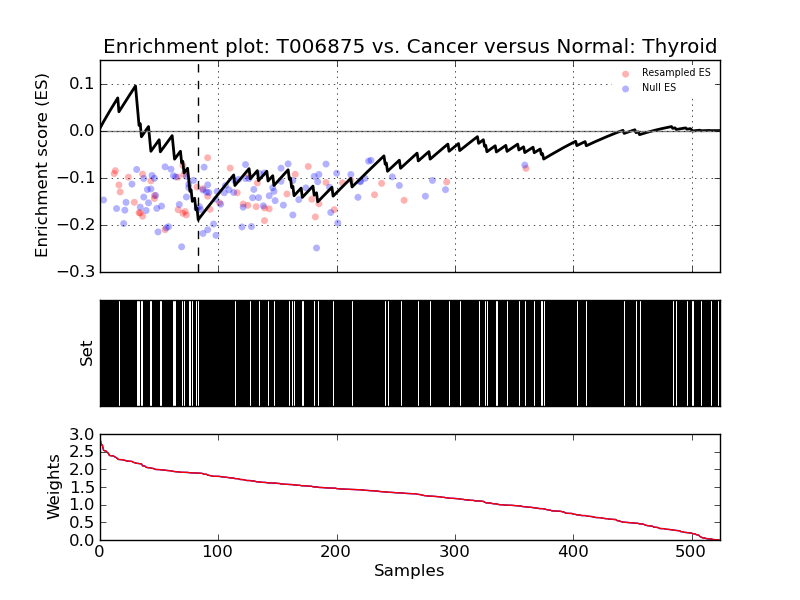 Enrichment plot: T006875 vs. Cancer versus Normal: Thyroid
Enrichment score (ES)
0.1
0.0
−0.1
−0.2
−0.3
Resampled ES
Null ES
Set
Weights
3.0
2.5
2.0
1.5
1.0
0.5
0.0
0 100 200 300 400 500
Samples